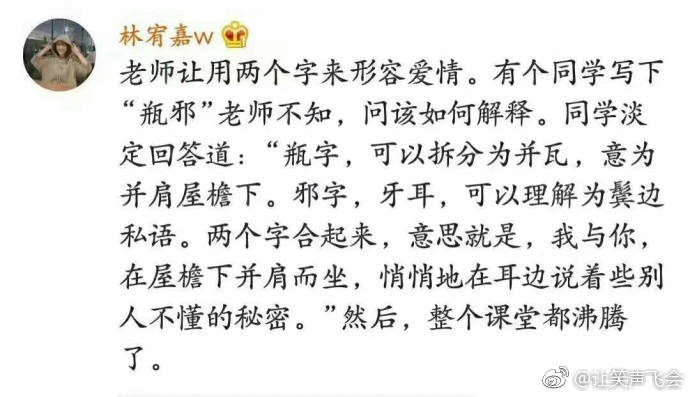 林宥嘉w
老师让用两个字来形容爱情。有个同学写下
“瓶邪”老师不知，问该如何解释。同学淡
定回答道：“瓶字，可以拆分为并瓦，意为
并肩屋檐下。邪字，牙耳，可以理解为鬓边
私语。两个字合起来，意思就是，我与你，
在屋檐下并肩而坐，悄悄地在耳边说着些别
人不懂的秘密。”然后，整个课堂都沸腾
了。
@让笑声飞会